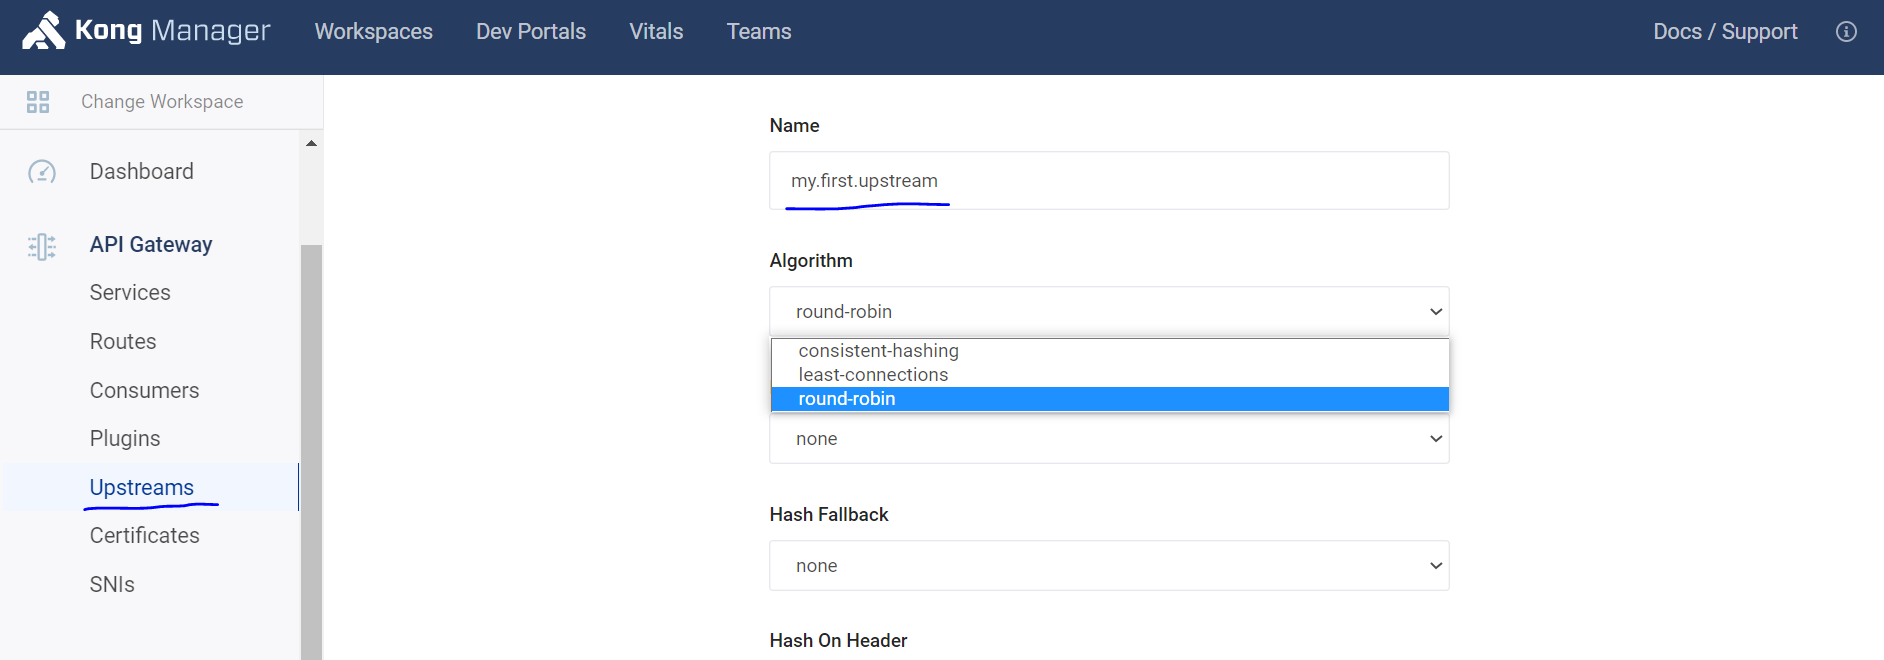 Kong Manager Workspaces Dev Portals Vitals Teams Docs / Support
Change Workspace
Dashboard
API Gateway
Services
Routes
Consumers
Plugins
Upstreams
Certificates
SNIs
Name
my.first.upstream
Algorithm
round-robin
consistent-hashing
least-connections
round-robin
none
Hash Fallback
none
Hash On Header